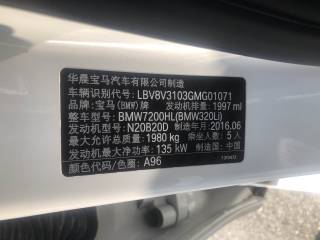 华晨宝马汽车有限公司制造
车辆识别代号: LBV8V3103GMG01071
品牌: 宝马(BMW)牌 发动机排量: 1997 ml
整车型号: BMW7200HL(BMW320Li)
发动机型号: N20B20D 制造年月: 2016.06
最大允许总质量: 1980 kg 乘坐人数: 5 人
发动机最大净功率: 135 kW 制造国: 中国
颜色代码/色圈: A96